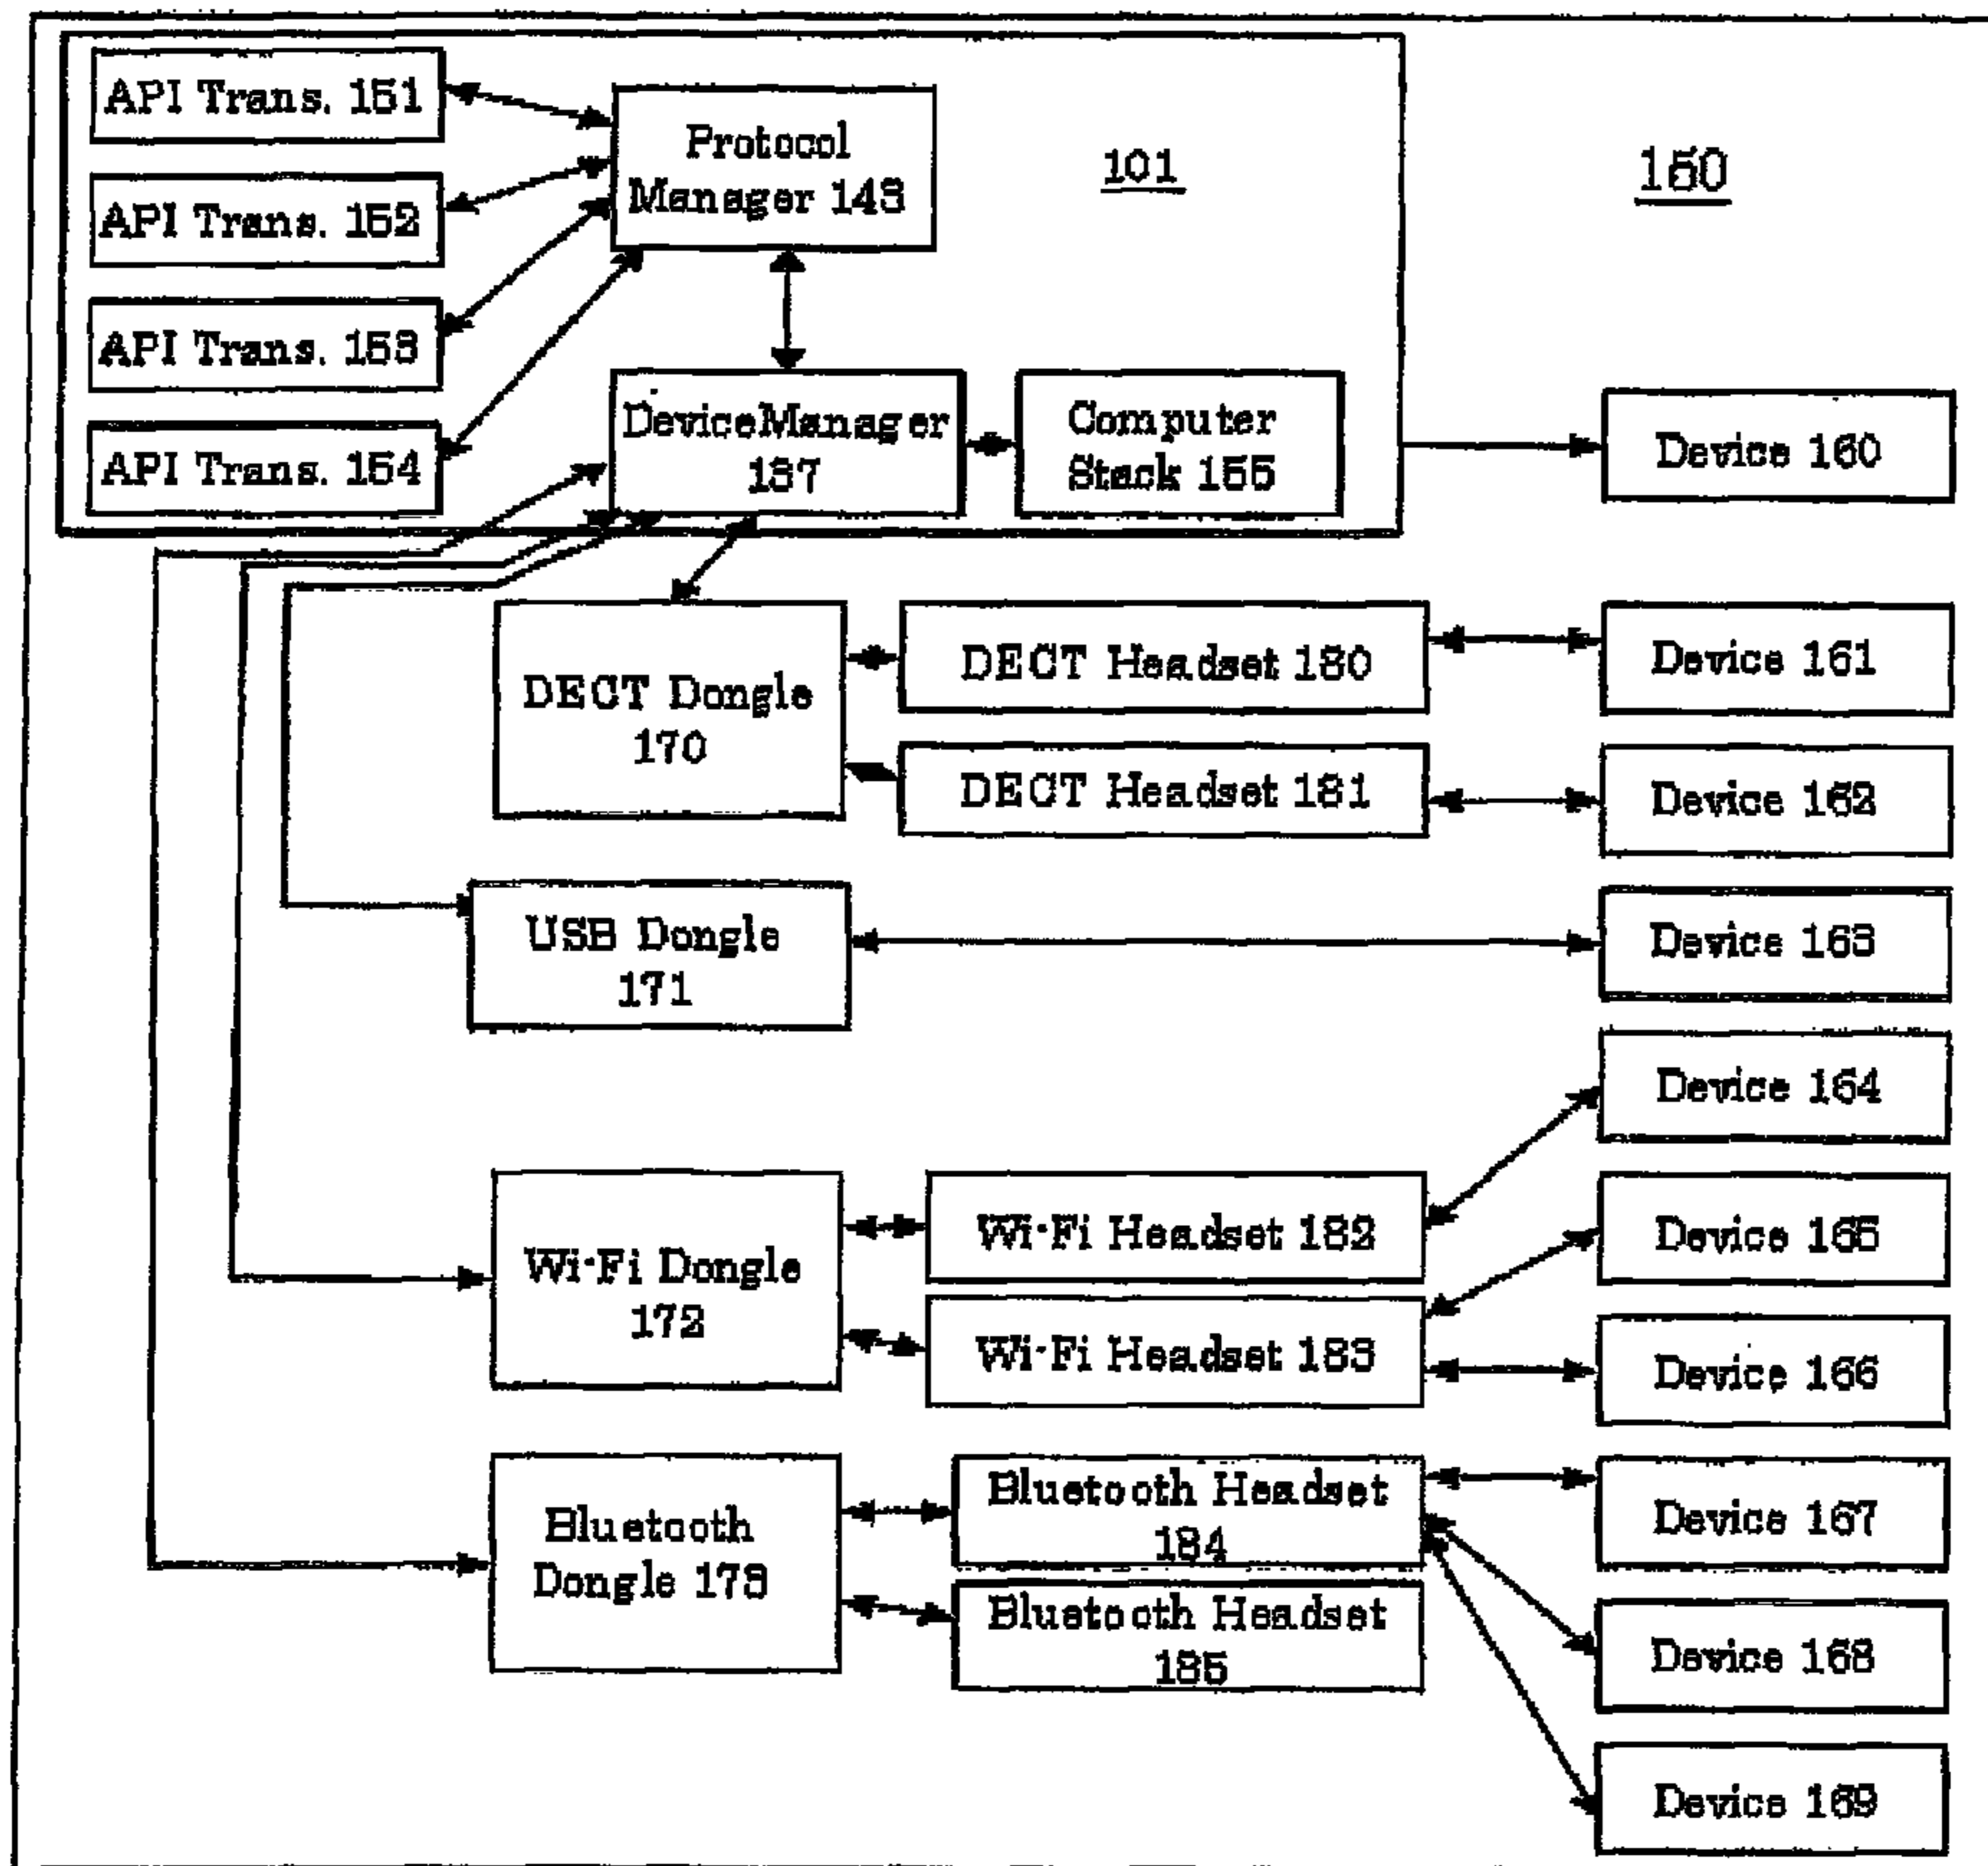 API Trans. 151
Protocol
Manager 143
101
150
API Trans. 152
API Trans. 153
API Trans. 154
DeviceManager
137
Computer
Stack 155
Device 160
DECT Dongle
170
DECT Headset 180
Device 161
DECT Headset 181
Device 162
USB Dongle
171
Device 163
Device 164
Wi-Fi Dongle
172
Wi-Fi Headset 182
Device 165
Wi-Fi Headset 183
Device 166
Bluetooth
Dongle 173
Bluetooth Headset
184
Device 167
Bluetooth Headset
185
Device 168
Device 169